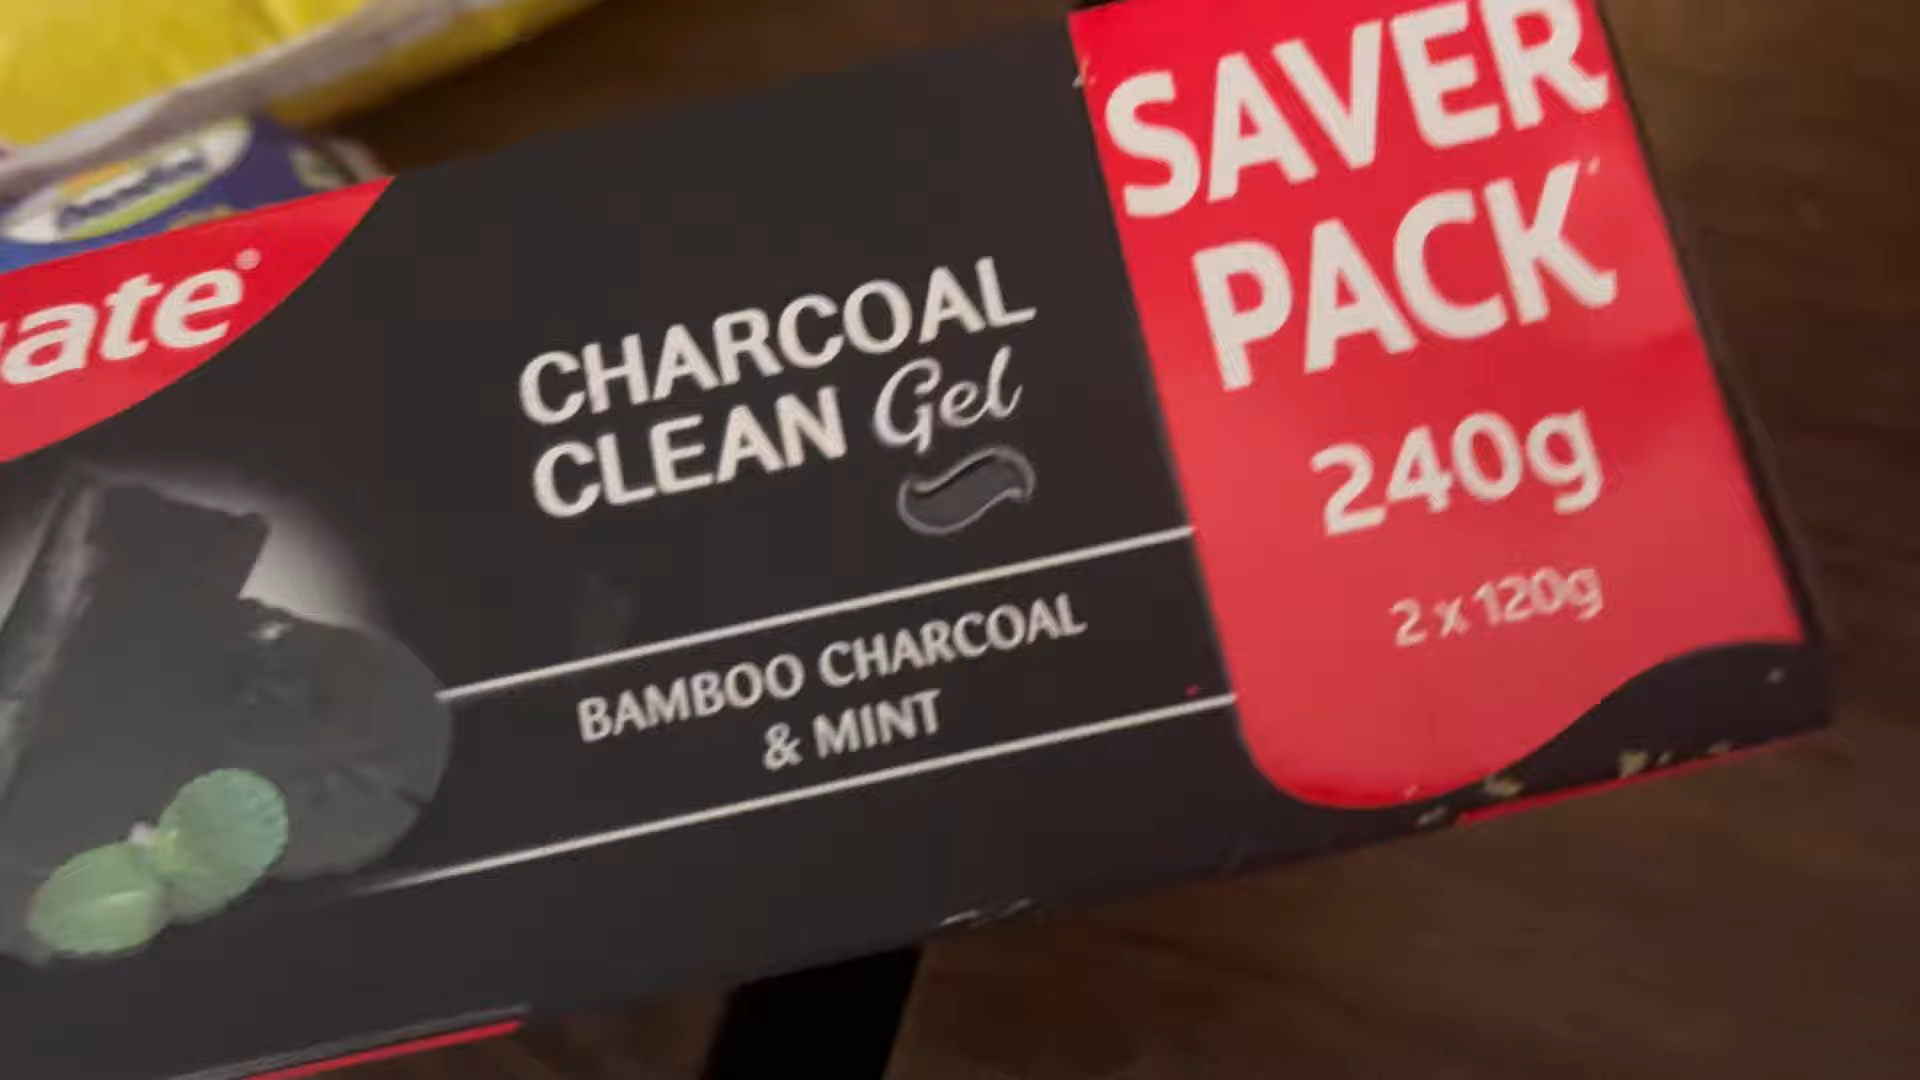 ate®
CHARCOAL
CLEAN Gel
BAMBOO CHARCOAL
& MINT
SAVER
PACK
240g
2 x 120g